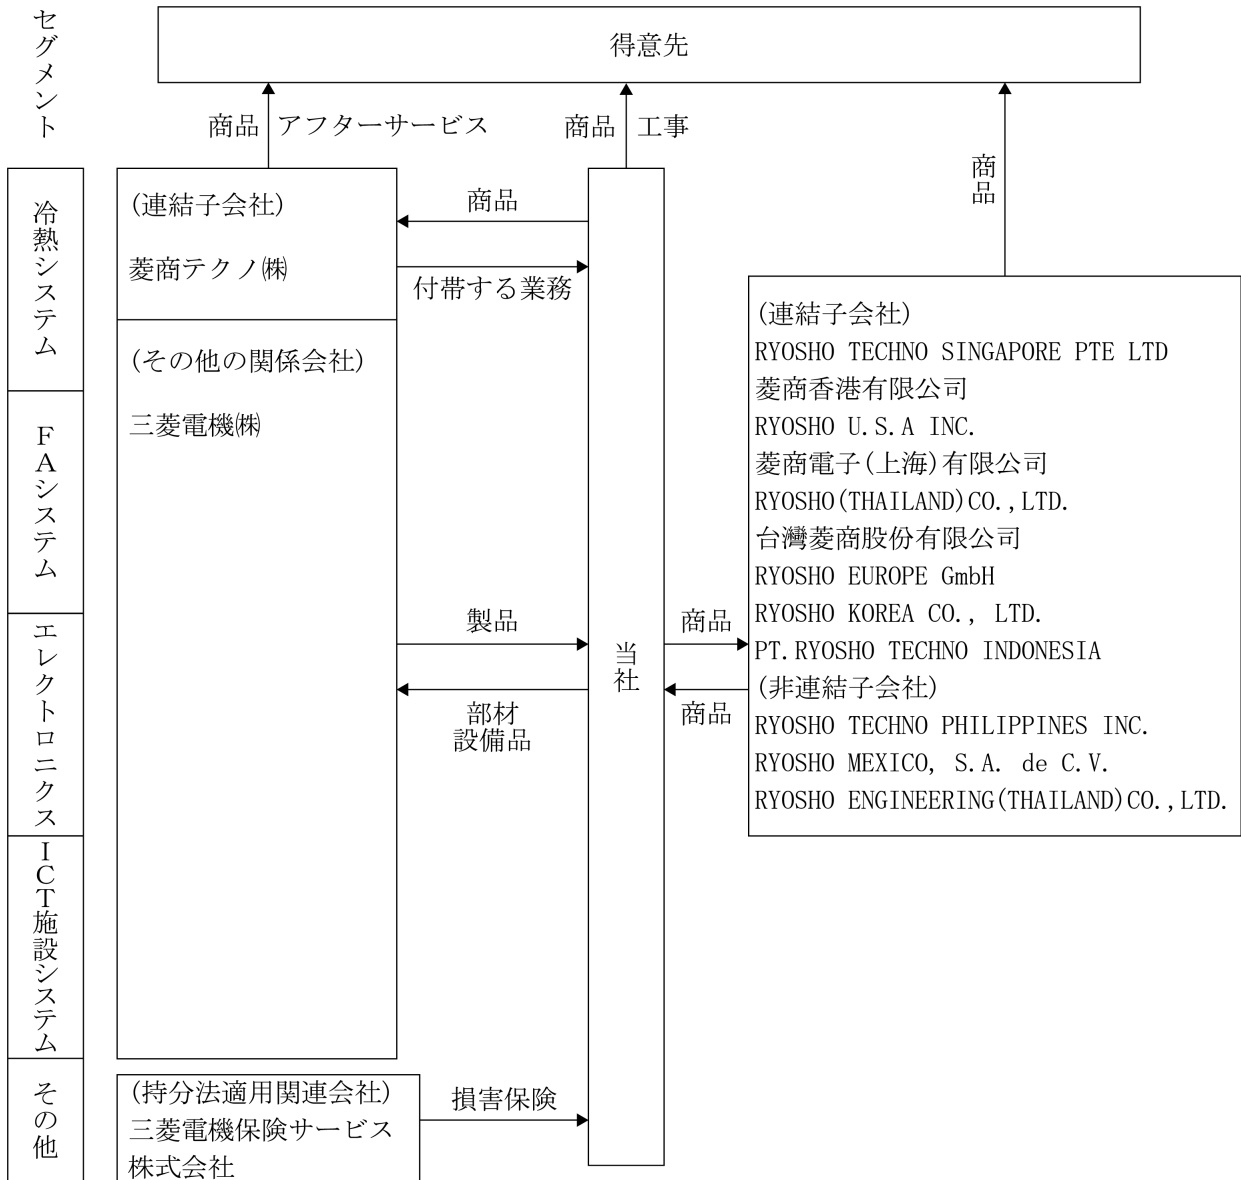 セグメント
得意先
商品
アフターサービス
商品
工事
商品
冷熱システム
FAシステム
エレクトロニクス
ICT施設システム
その他
(連結子会社)
菱商テクノ㈱
商品
付帯する業務
(その他の関係会社)
三菱電機㈱
製品
部材
設備品
当社
商品
商品
(連結子会社)
RYOSHO TECHNO SINGAPORE PTE LTD
菱商香港有限公司
RYOSHO U.S.A INC.
菱商電子(上海)有限公司
RYOSHO(THAILAND)CO.,LTD.
台灣菱商股份有限公司
RYOSHO EUROPE GmbH
RYOSHO KOREA CO., LTD.
PT.RYOSHO TECHNO INDONESIA
(非連結子会社)
RYOSHO TECHNO PHILIPPINES INC.
RYOSHO MEXICO, S.A. de C.V.
RYOSHO ENGINEERING(THAILAND)CO.,LTD.
(持分法適用関連会社)
三菱電機保険サービス
株式会社
損害保険